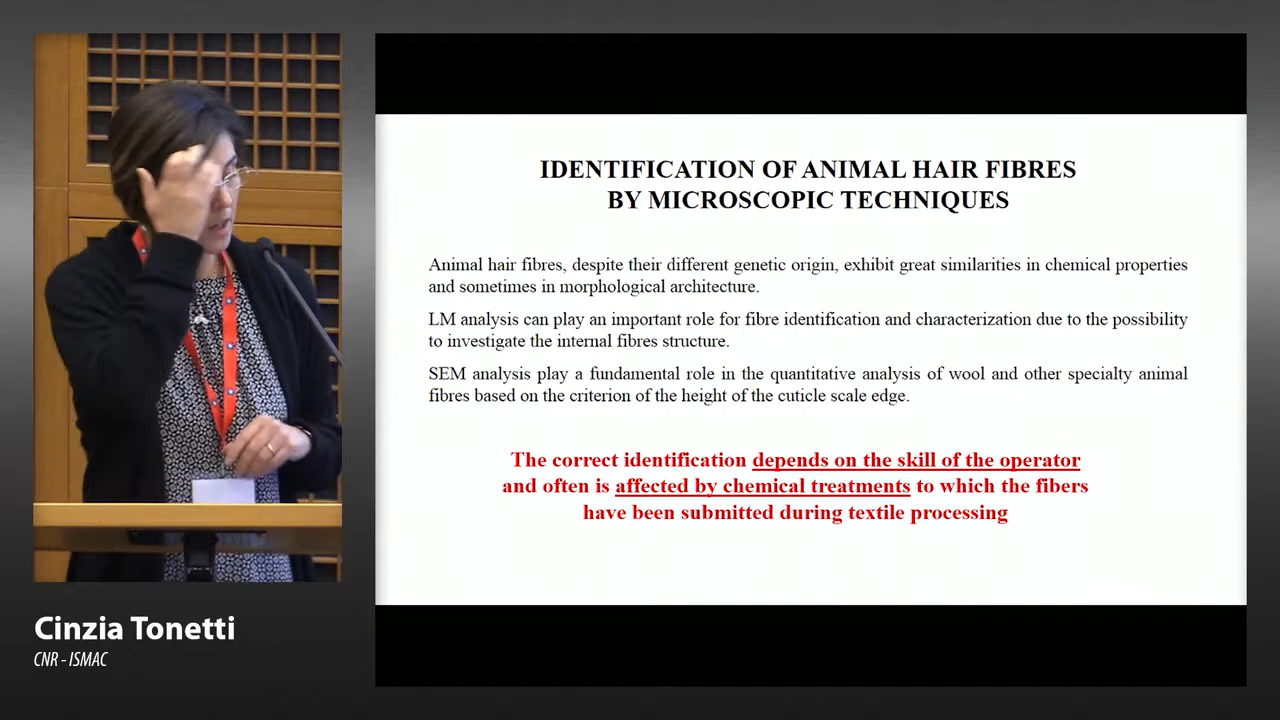 IDENTIFICATION OF ANIMAL HAIR FIBRES
BY MICROSCOPIC TECHNIQUES
Animal hair fibres, despite their different genetic origin, exhibit great similarities in chemical properties
and sometimes in morphological architecture.
LM analysis can play an important role for fibre identification and characterization due to the possibility
to investigate the internal fibres structure.
SEM analysis play a fundamental role in the quantitative analysis of wool and other specialty animal
fibres based on the criterion of the height of the cuticle scale edge.
The correct identification depends on the skill of the operator
and often is affected by chemical treatments to which the fibers
have been submitted during textile processing
Cinzia Tonetti
CNR - ISMAC